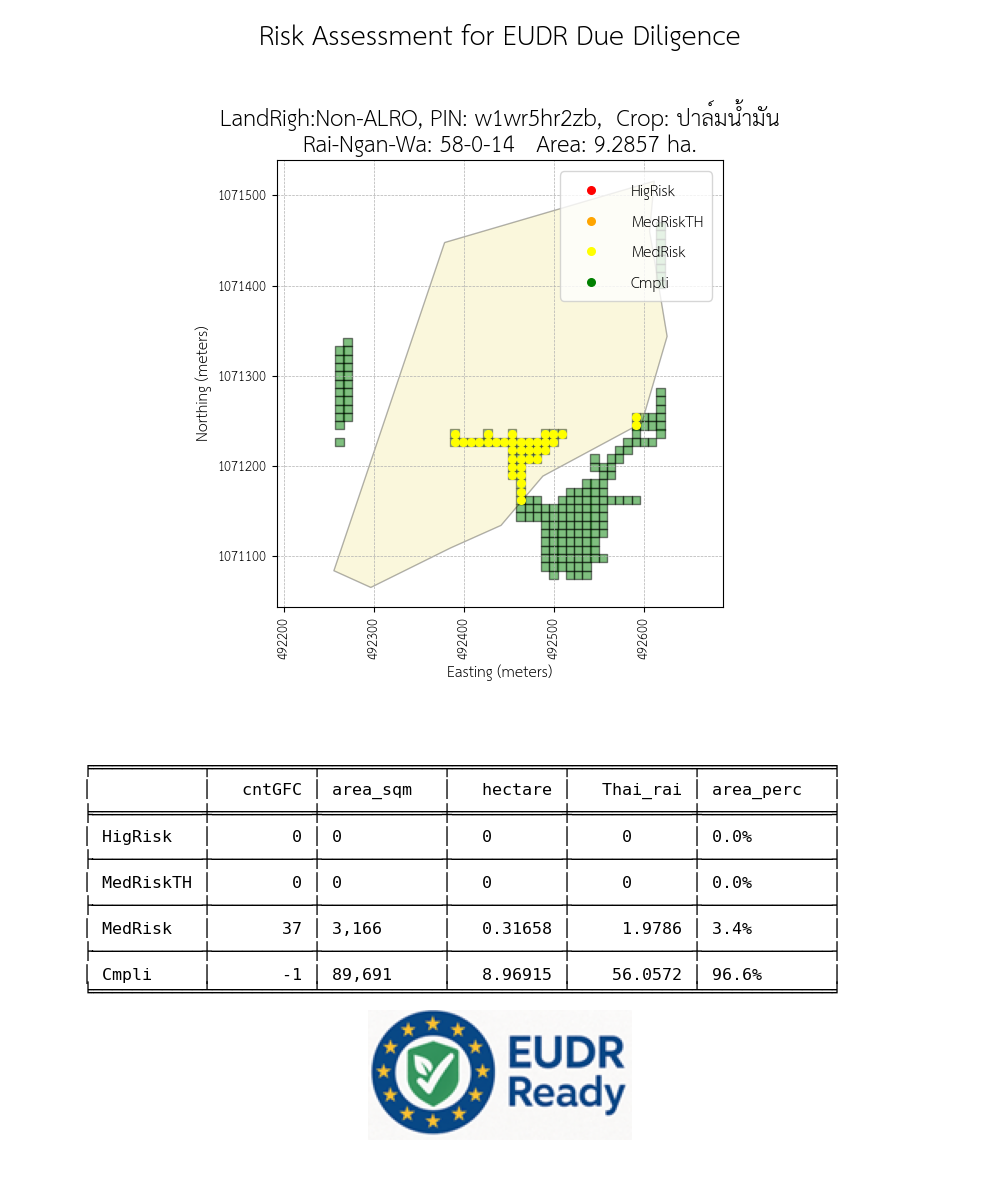 Risk Assessment for EUDR Due Diligence
LandRigh:Non-ALRO, PIN: w1wr5hr2zb, Crop: ปาล์มน้ำมัน
Rai-Ngan-Wa: 58-0-14 Area: 9.2857 ha.
HigRisk
MedRiskTH
MedRisk
Cmpli
1071500
1071400
1071300
1071200
1071100
Northing (meters)
492200 492300 492400 492500 492600
Easting (meters)
cntGFC area_sqm hectare Thai_rai area_perc
HigRisk 0 0 0 0 0.0%
MedRiskTH 0 0 0 0 0.0%
MedRisk 37 3,166 0.31658 1.9786 3.4%
Cmpli -1 89,691 8.96915 56.0572 96.6%
EUDR
Ready